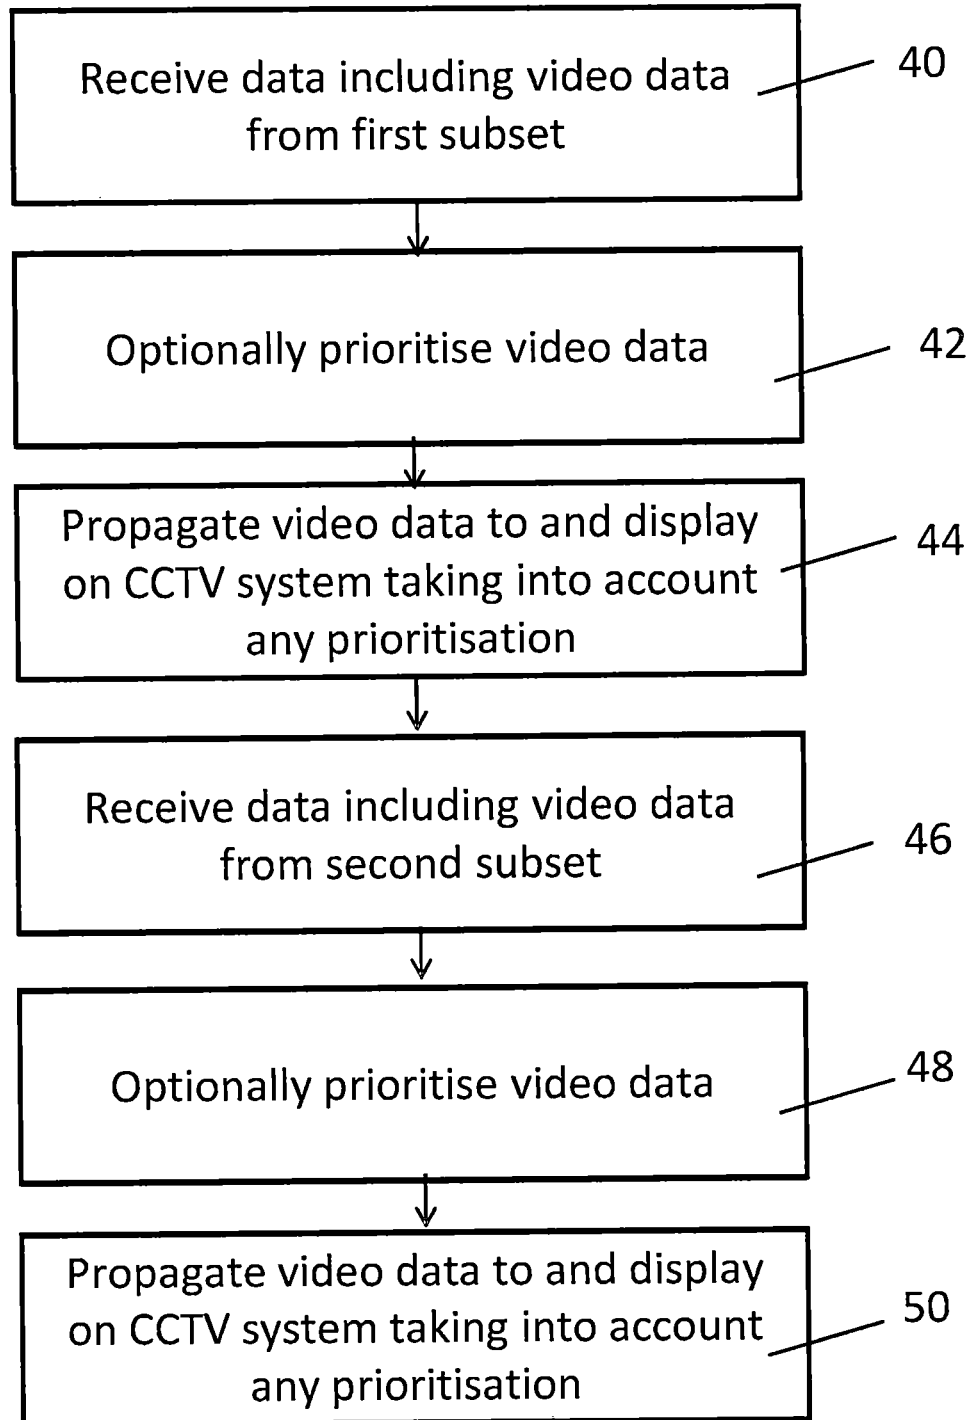 Receive data including video data
from first subset
40
Optionally prioritise video data
42
Propagate video data to and display
on CCTV system taking into account
any prioritisation
44
Receive data including video data
from second subset
46
Optionally prioritise video data
48
Propagate video data to and display
on CCTV system taking into account
any prioritisation
50